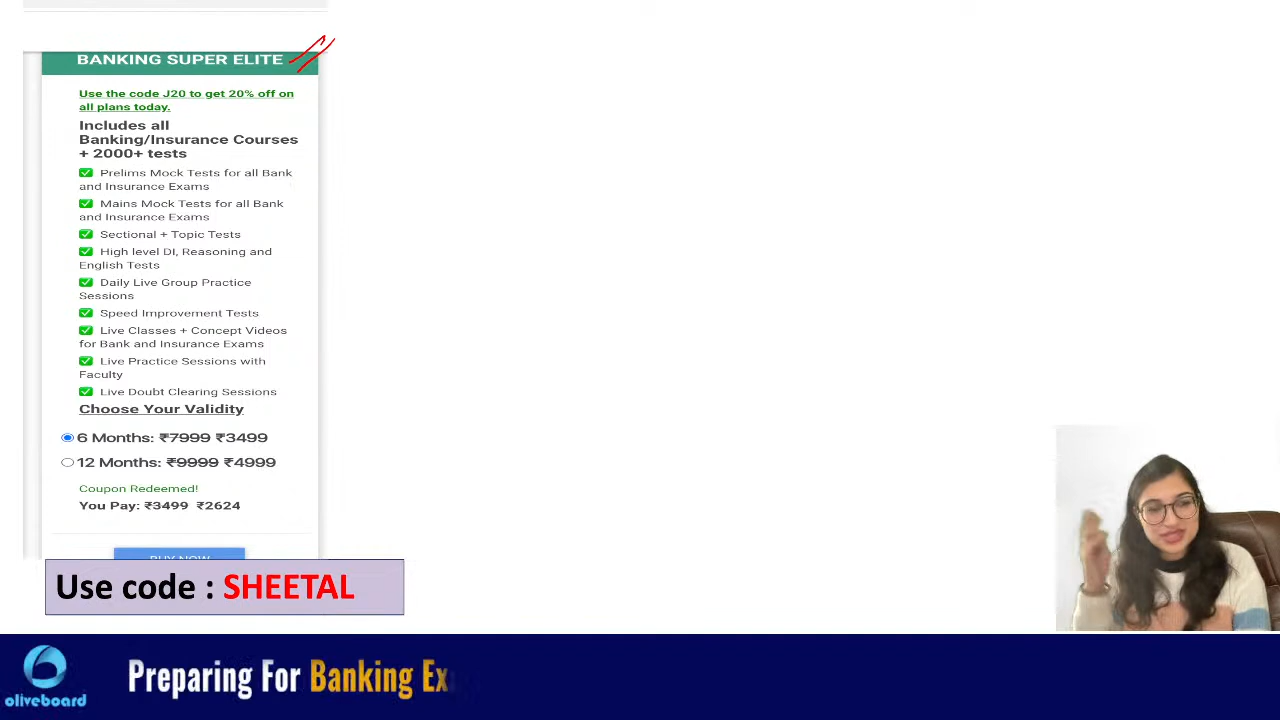 BANKING SUPER ELITE
Use the code J20 to get 20% off on
all plans today.
Includes all
Banking/Insurance Courses
+ 2000+ tests
Prelims Mock Tests for all Bank
and Insurance Exams
Mains Mock Tests for all Bank
and Insurance Exams
Sectional + Topic Tests
High level DI, Reasoning and
English Tests
Daily Live Group Practice
Sessions
Speed Improvement Tests
Live Classes + Concept Videos
for Bank and Insurance Exams
Live Practice Sessions with
Faculty
Live Doubt Clearing Sessions
Choose Your Validity
6 Months: ₹7999 ₹3499
12 Months: ₹9999 ₹4999
Coupon Redeemed!
You Pay: ₹3499 ₹2624
BUY NOW
Use code : SHEETAL
oliveboard
Preparing For Banking Ex